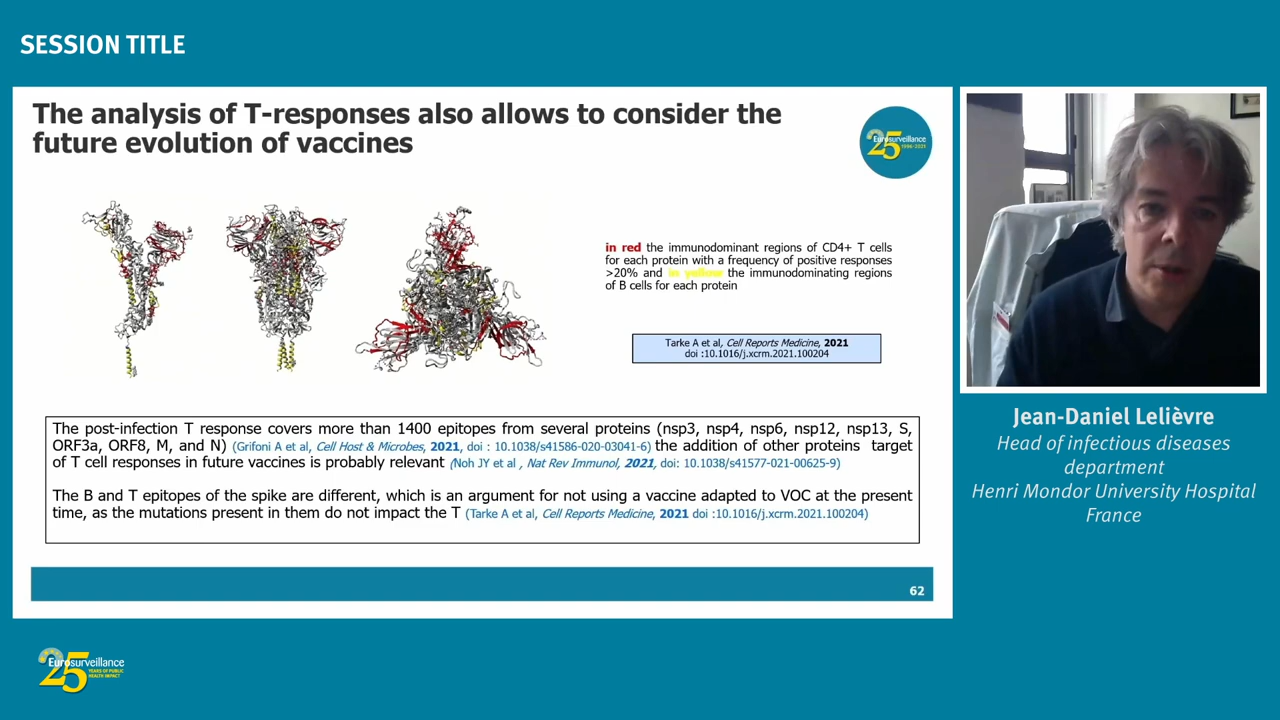 SESSION TITLE
The analysis of T-responses also allows to consider the
future evolution of vaccines
25
Eurosurveillance
1996-2021
in red the immunodominant regions of CD4+ T cells
for each protein with a frequency of positive responses
>20% and in yellow the immunodominating regions
of B cells for each protein
Tarke A et al, Cell Reports Medicine, 2021
doi :10.1016/j.xcrm.2021.100204
The post-infection T response covers more than 1400 epitopes from several proteins (nsp3, nsp4, nsp6, nsp12, nsp13, S,
ORF3a, ORF8, M, and N) (Grifoni A et al, Cell Host & Microbes, 2021, doi : 10.1038/s41586-020-03041-6) the addition of other proteins target
of T cell responses in future vaccines is probably relevant (Noh JY et al , Nat Rev Immunol, 2021, doi: 10.1038/s41577-021-00625-9)
The B and T epitopes of the spike are different, which is an argument for not using a vaccine adapted to VOC at the present
time, as the mutations present in them do not impact the T (Tarke A et al, Cell Reports Medicine, 2021 doi :10.1016/j.xcrm.2021.100204)
62
Jean-Daniel Lelièvre
Head of infectious diseases
department
Henri Mondor University Hospital
France
25
Eurosurveillance
YEARS OF PUBLIC
HEALTH IMPACT